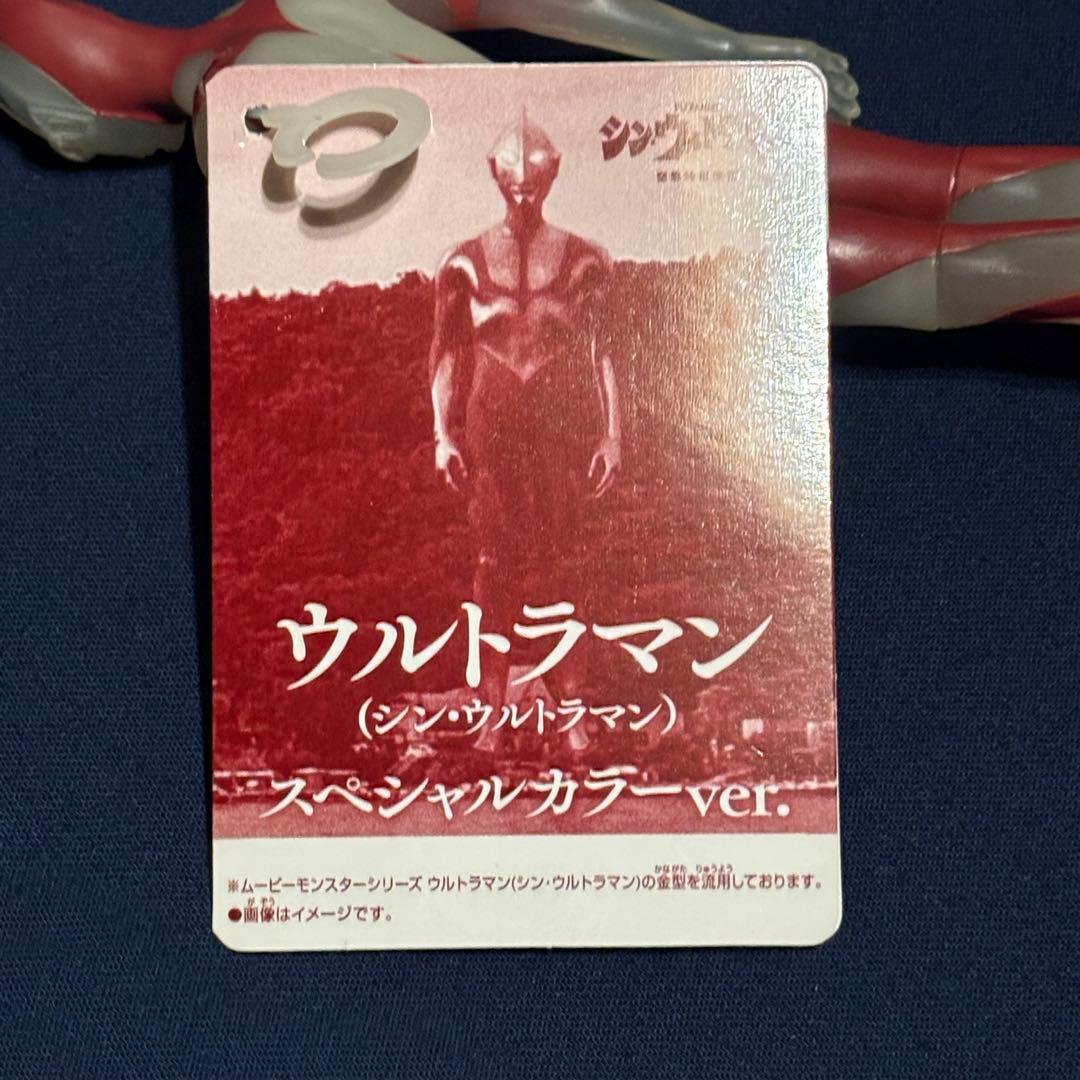 シン・ウル
ウルトラマン
(シン・ウルトラマン)
スペシャルカラーver.
※ムービーモンスターシリーズ ウルトラマン(シン・ウルトラマン)の金型を流用しております。
●画像はイメージです。